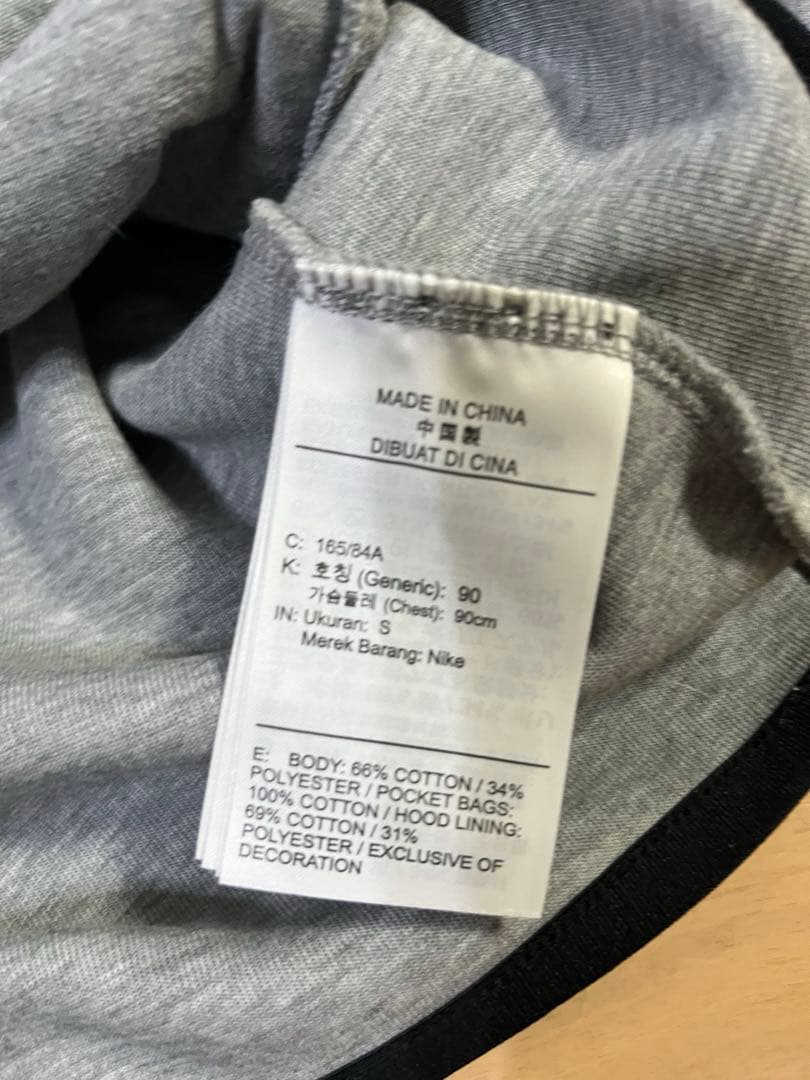 MADE IN CHINA
中国製
DIBUAT DI CINA
C: 165/84A
K: 호칭 (Generic): 90
가슴둘레 (Chest): 90cm
IN: Ukuran: S
Merek Barang: Nike
E: BODY: 66% COTTON / 34%
POLYESTER / POCKET BAGS:
100% COTTON / HOOD LINING:
69% COTTON / 31%
POLYESTER / EXCLUSIVE OF
DECORATION